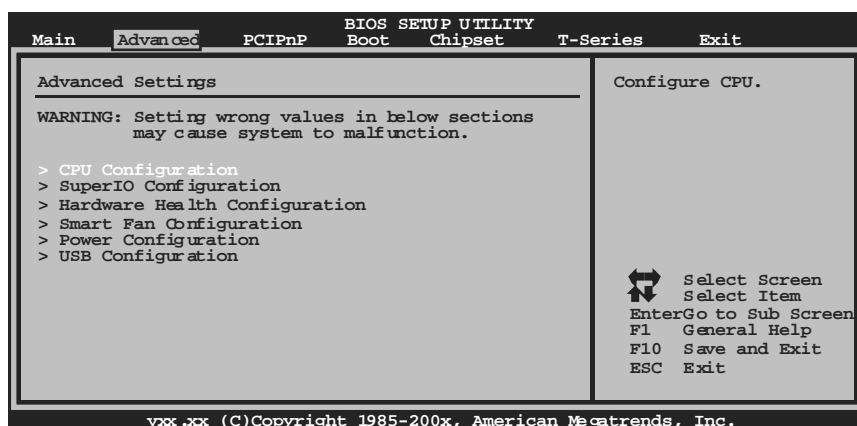 BIOS SETUP UTILITY
Main Advanced PCIPnP Boot Chipset T-Series Exit
Advanced Settings
WARNING: Setting wrong values in below sections
may cause system to malfunction.
> CPU Configuration
> SuperIO Configuration
> Hardware Health Configuration
> Smart Fan Configuration
> Power Configuration
> USB Configuration
Configure CPU.
Select Screen
Select Item
EnterGo to Sub Screen
F1 General Help
F10 Save and Exit
ESC Exit
vxx.xx (C)Copyright 1985-200x, American Megatrends, Inc.